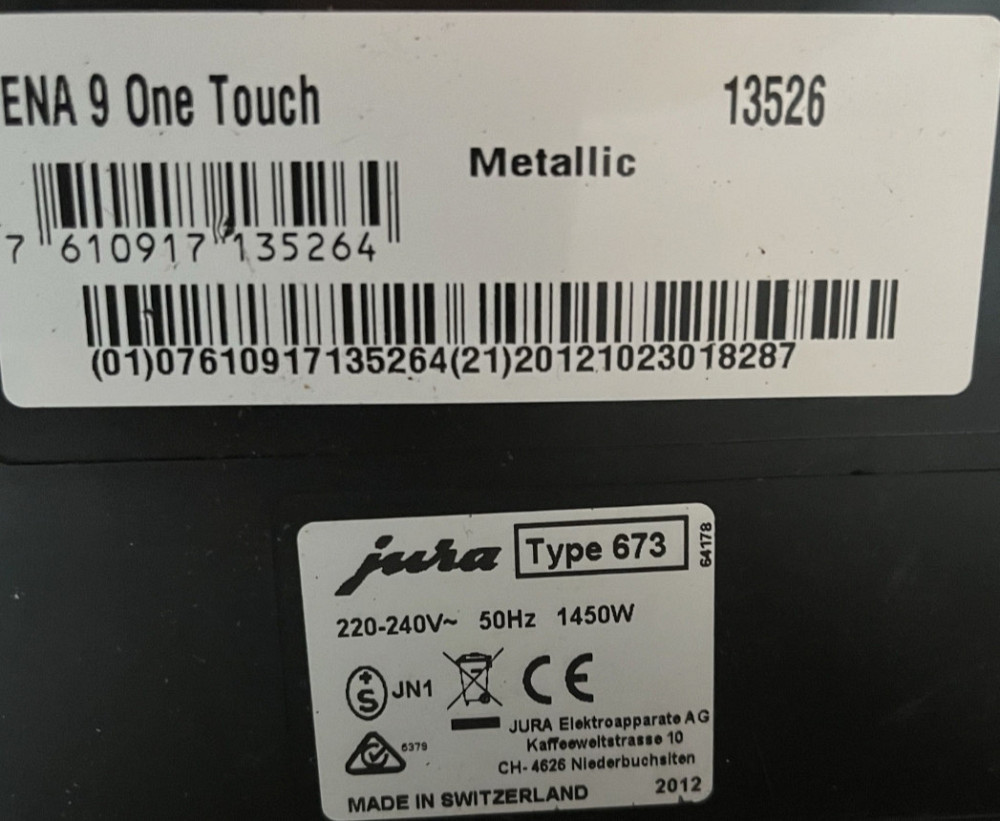 ENA 9 One Touch
13526
Metallic
7 610917 135264
(01)07610917135264(21)20121023018287
jura
Type 673
64178
220-240V~ 50Hz 1450W
S JN1
CE
6379
JURA Elektroapparate AG
Kaffeeweltstrasse 10
CH-4626 Niederbuchsiten
2012
MADE IN SWITZERLAND